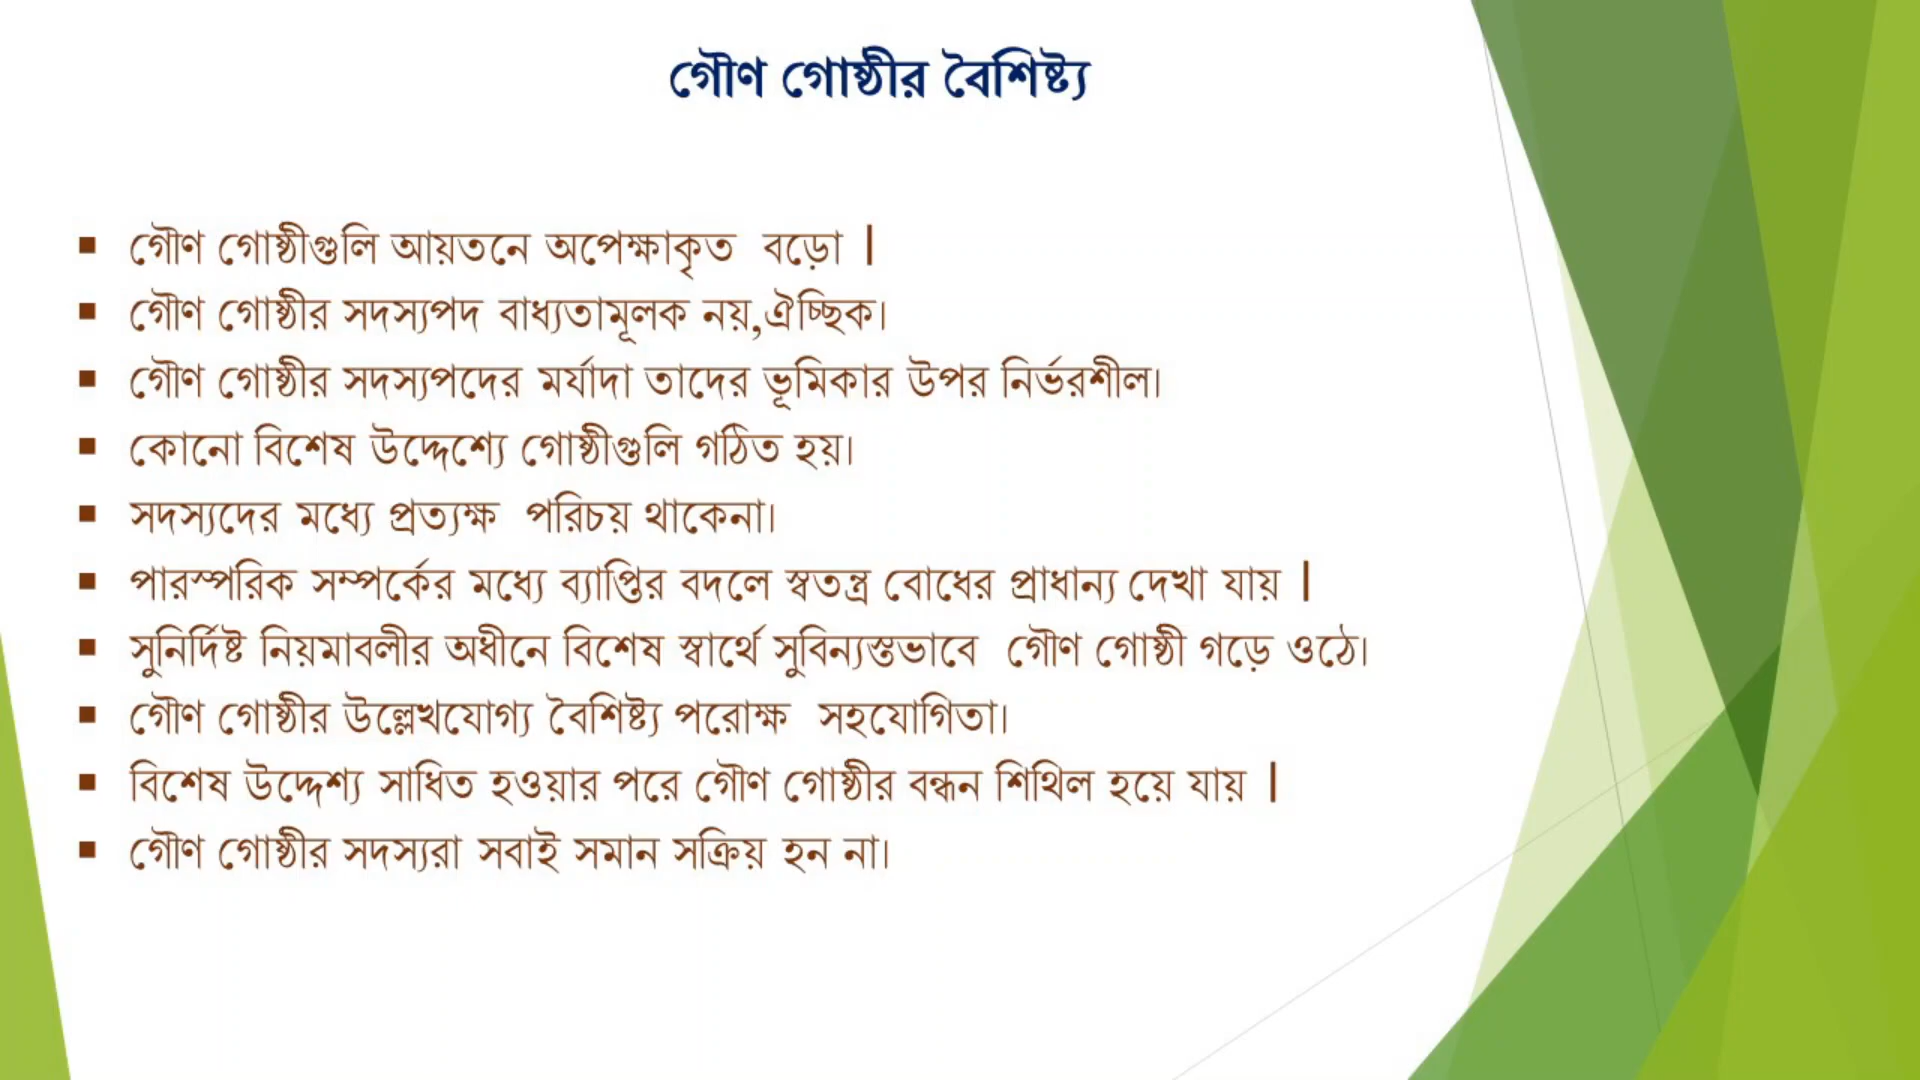 গৌণ গোষ্ঠীর বৈশিষ্ট্য
▪ গৌণ গোষ্ঠীগুলি আয়তনে অপেক্ষাকৃত বড়ো |
▪ গৌণ গোষ্ঠীর সদস্যপদ বাধ্যতামূলক নয়,ঐচ্ছিক।
▪ গৌণ গোষ্ঠীর সদস্যপদের মর্যাদা তাদের ভূমিকার উপর নির্ভরশীল।
▪ কোনো বিশেষ উদ্দেশ্যে গোষ্ঠীগুলি গঠিত হয়।
▪ সদস্যদের মধ্যে প্রত্যক্ষ পরিচয় থাকেনা।
▪ পারস্পরিক সম্পর্কের মধ্যে ব্যাপ্তির বদলে স্বতন্ত্র বোধের প্রাধান্য দেখা যায় |
▪ সুনির্দিষ্ট নিয়মাবলীর অধীনে বিশেষ স্বার্থে সুবিন্যস্তভাবে গৌণ গোষ্ঠী গড়ে ওঠে।
▪ গৌণ গোষ্ঠীর উল্লেখযোগ্য বৈশিষ্ট্য পরোক্ষ সহযোগিতা।
▪ বিশেষ উদ্দেশ্য সাধিত হওয়ার পরে গৌণ গোষ্ঠীর বন্ধন শিথিল হয়ে যায় |
▪ গৌণ গোষ্ঠীর সদস্যরা সবাই সমান সক্রিয় হন না।